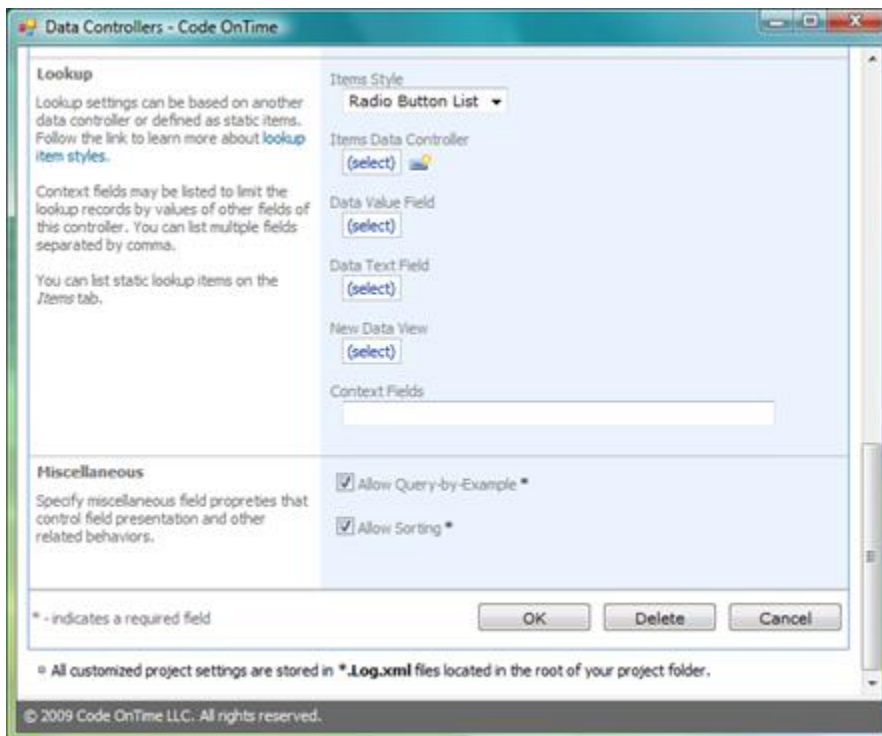 Data Controllers - Code OnTime
Lookup
Lookup settings can be based on another
data controller or defined as static items.
Follow the link to learn more about lookup
item styles.
Context fields may be listed to limit the
lookup records by values of other fields of
this controller. You can list multiple fields
separated by comma.
You can list static lookup items on the
Items tab.
Items Style
Radio Button List
Items Data Controller
(select)
Data Value Field
(select)
Data Text Field
(select)
New Data View
(select)
Context Fields
Miscellaneous
Specify miscellaneous field propreties that
control field presentation and other
related behaviors.
Allow Query-by-Example *
Allow Sorting *
* - indicates a required field
OK
Delete
Cancel
All customized project settings are stored in *.Log.xml files located in the root of your project folder.
© 2009 Code OnTime LLC. All rights reserved.